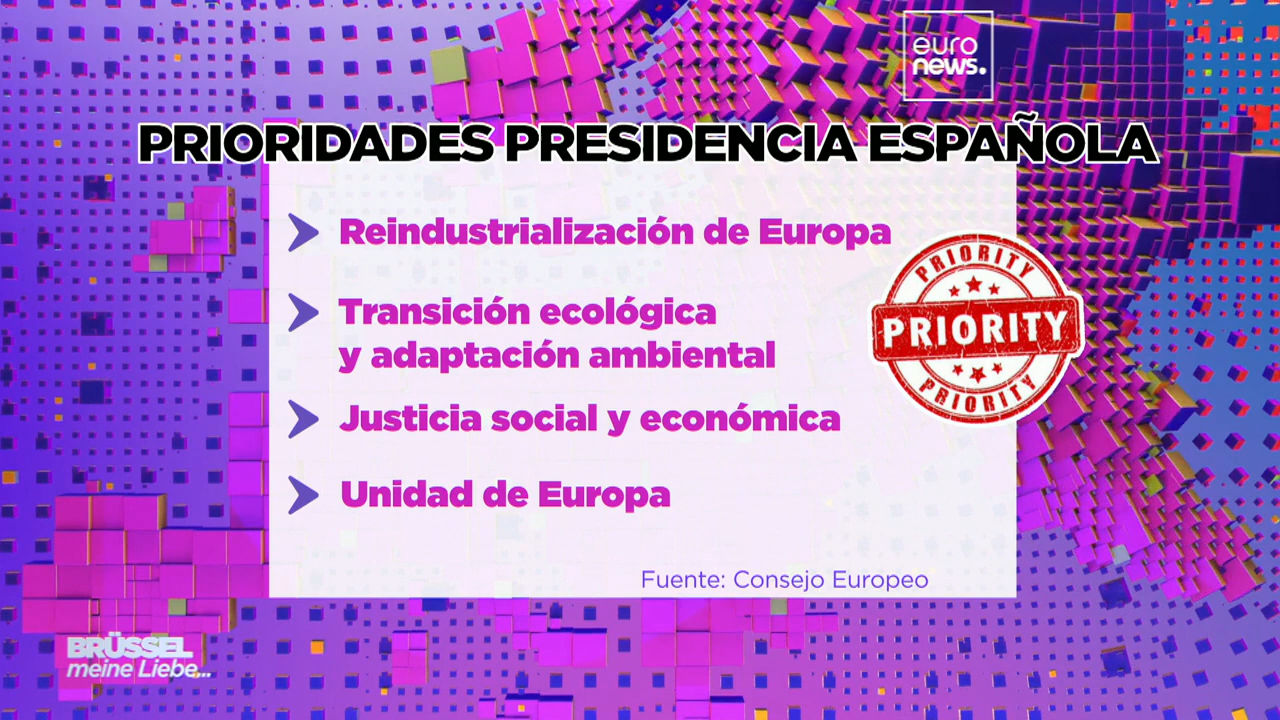 euro
news.
PRIORIDADES PRESIDENCIA ESPAÑOLA
Reindustrialización de Europa
Transición ecológica
y adaptación ambiental
Justicia social y económica
Unidad de Europa
PRIORITY
PRIORITY
PRIORITY
Fuente: Consejo Europeo
BRÜSSEL
meine Liebe...